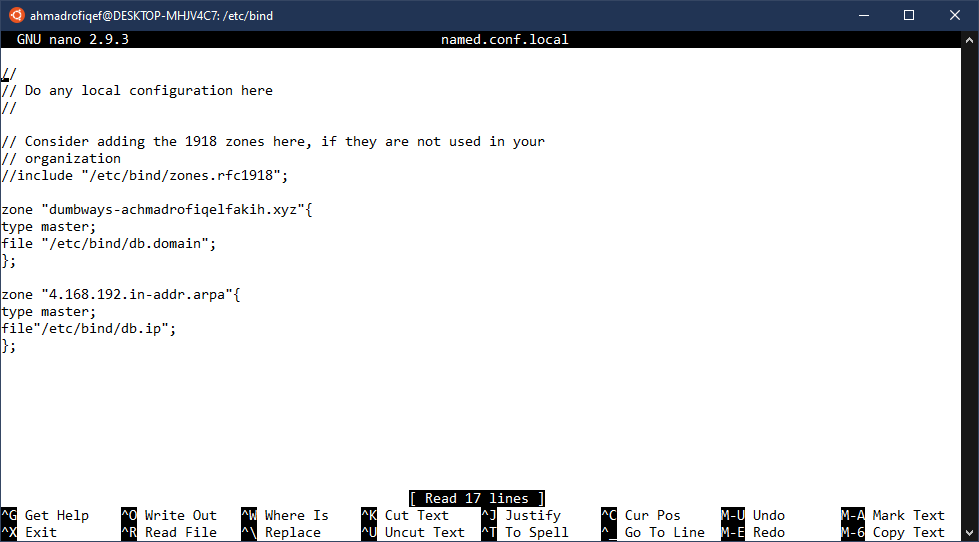 ahmadrofiqef@DESKTOP-MHJV4C7: /etc/bind
GNU nano 2.9.3 named.conf.local
//
// Do any local configuration here
//
// Consider adding the 1918 zones here, if they are not used in your
// organization
//include "/etc/bind/zones.rfc1918";
zone "dumbways-achmadrofiqelfakih.xyz"{
type master;
file "/etc/bind/db.domain";
};
zone "4.168.192.in-addr.arpa"{
type master;
file"/etc/bind/db.ip";
};
[ Read 17 lines ]
^G Get Help ^O Write Out ^W Where Is ^K Cut Text ^J Justify ^C Cur Pos M-U Undo M-A Mark Text
^X Exit ^R Read File ^\ Replace ^U Uncut Text ^T To Spell ^_ Go To Line M-E Redo M-6 Copy Text